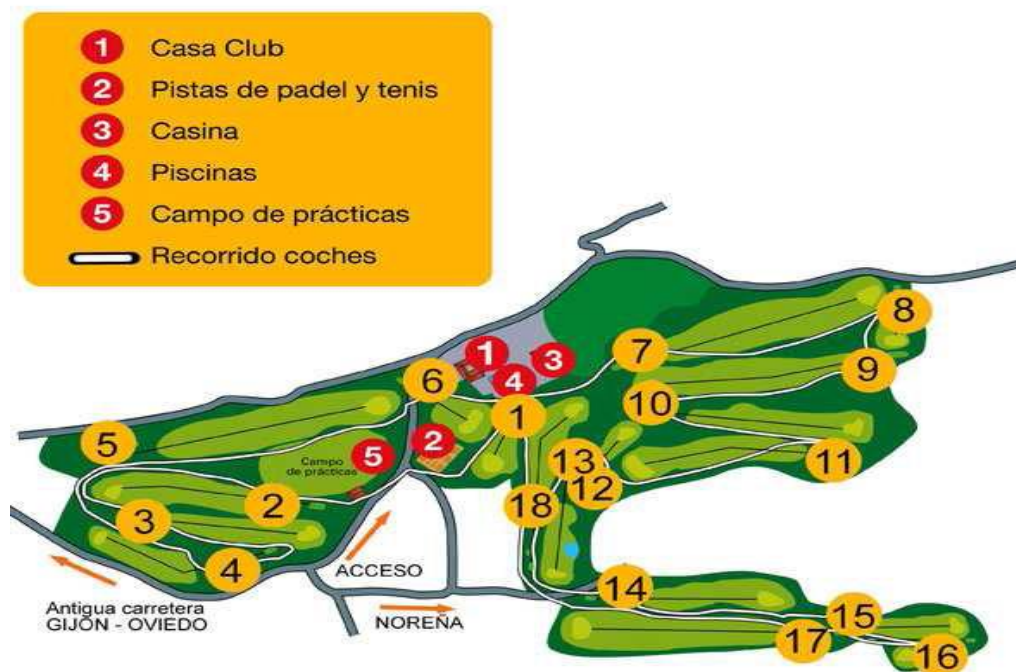 1 Casa Club
2 Pistas de padel y tenis
3 Casina
4 Piscinas
5 Campo de prácticas
Recorrido coches
8
7
1
3
6
9
4
10
1
5
2
11
13
5
Campo
de prácticas
12
2
18
3
4
ACCESO
14
Antigua carretera
GIJÓN - OVIEDO
NOREÑA
15
17
16